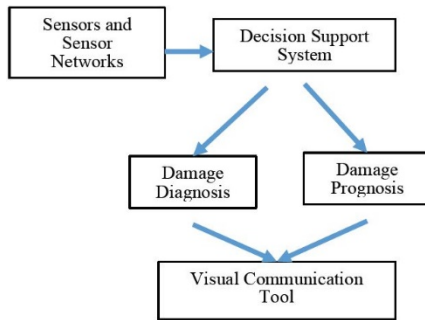 Sensors and
Sensor
Networks
Decision Support
System
Damage
Diagnosis
Damage
Prognosis
Visual Communication
Tool